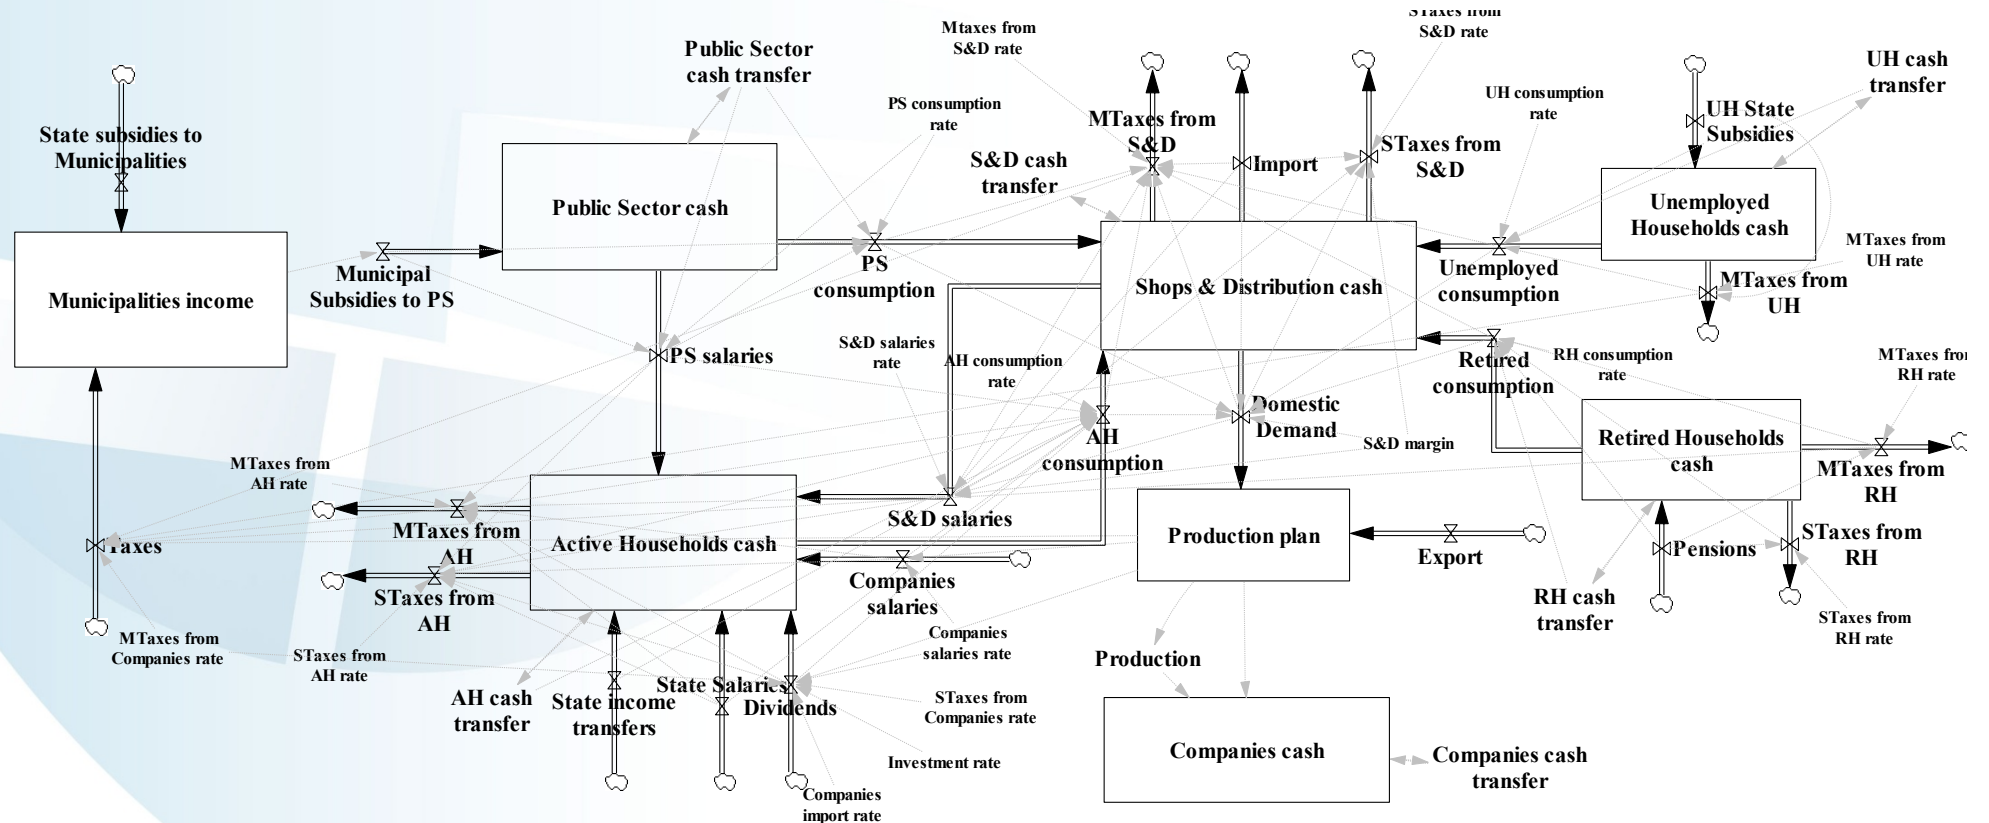 Mtaxes from
S&D rate
STaxes from
S&D rate
Public Sector
cash transfer
UH cash
transfer
PS consumption
rate
UH consumption
rate
UH State
Subsidies
State subsidies to
Municipalities
MTaxes from
S&D
Import
STaxes from
S&D
S&D cash
transfer
Public Sector cash
Unemployed
Households cash
Municipalities income
Municipal
Subsidies to PS
PS
consumption
Shops & Distribution cash
Unemployed
consumption
MTaxes from
UH rate
MTaxes from
UH
PS salaries
S&D salaries
rate
AH consumption
rate
Retired
consumption
RH consumption
rate
MTaxes from
RH rate
Domestic
Demand
AH
consumption
S&D margin
Retired Households
cash
MTaxes from
RH
MTaxes from
AH rate
MTaxes from
AH
S&D salaries
Taxes
Active Households cash
Production plan
Export
Pensions
STaxes from
RH
STaxes from
AH
Companies
salaries
RH cash
transfer
STaxes from
RH rate
MTaxes from
Companies rate
STaxes from
AH rate
Companies
salaries rate
Production
AH cash
transfer
State income
transfers
State Salaries
Dividends
STaxes from
Companies rate
Investment rate
Companies
import rate
Companies cash
Companies cash
transfer